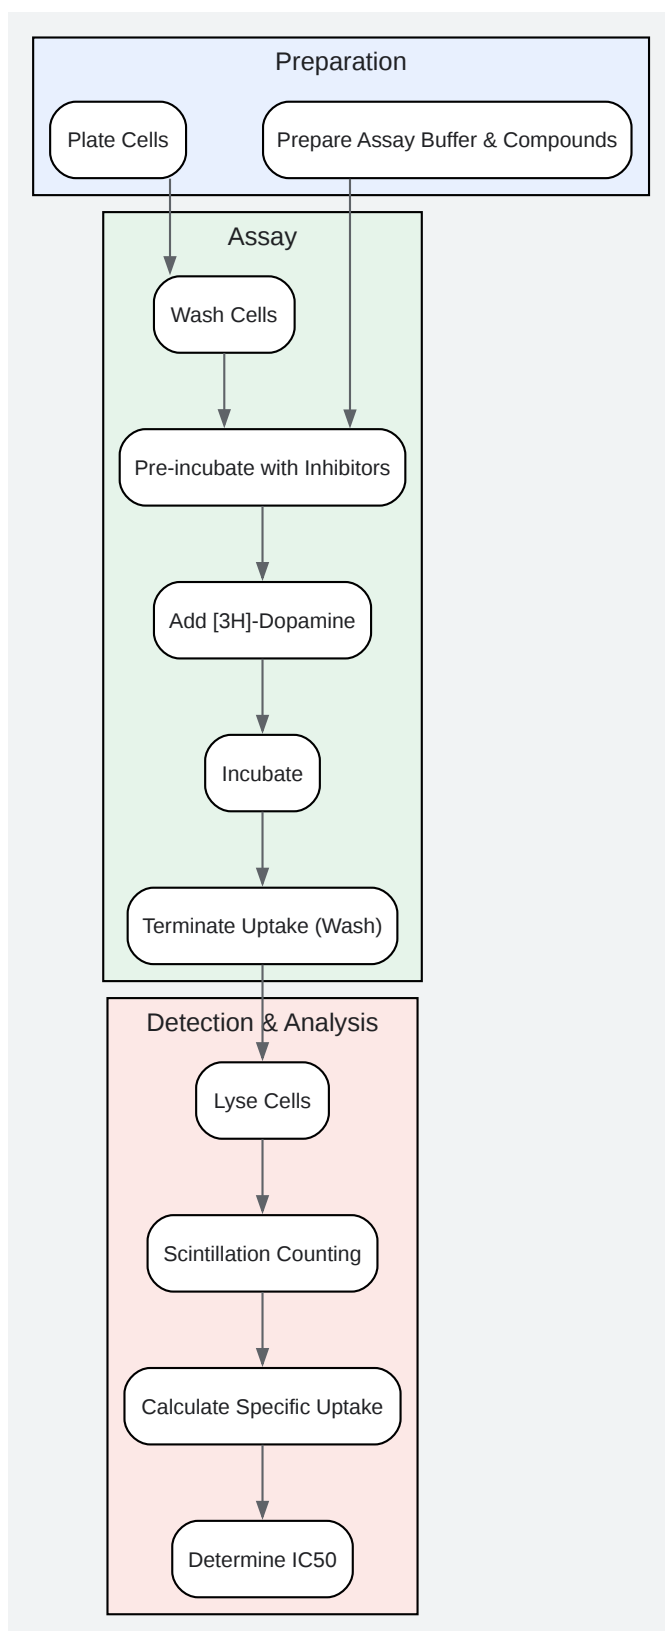 Preparation
Plate Cells
Prepare Assay Buffer & Compounds
Assay
Wash Cells
Pre-incubate with Inhibitors
Add [3H]-Dopamine
Incubate
Terminate Uptake (Wash)
Detection & Analysis
Lyse Cells
Scintillation Counting
Calculate Specific Uptake
Determine IC50